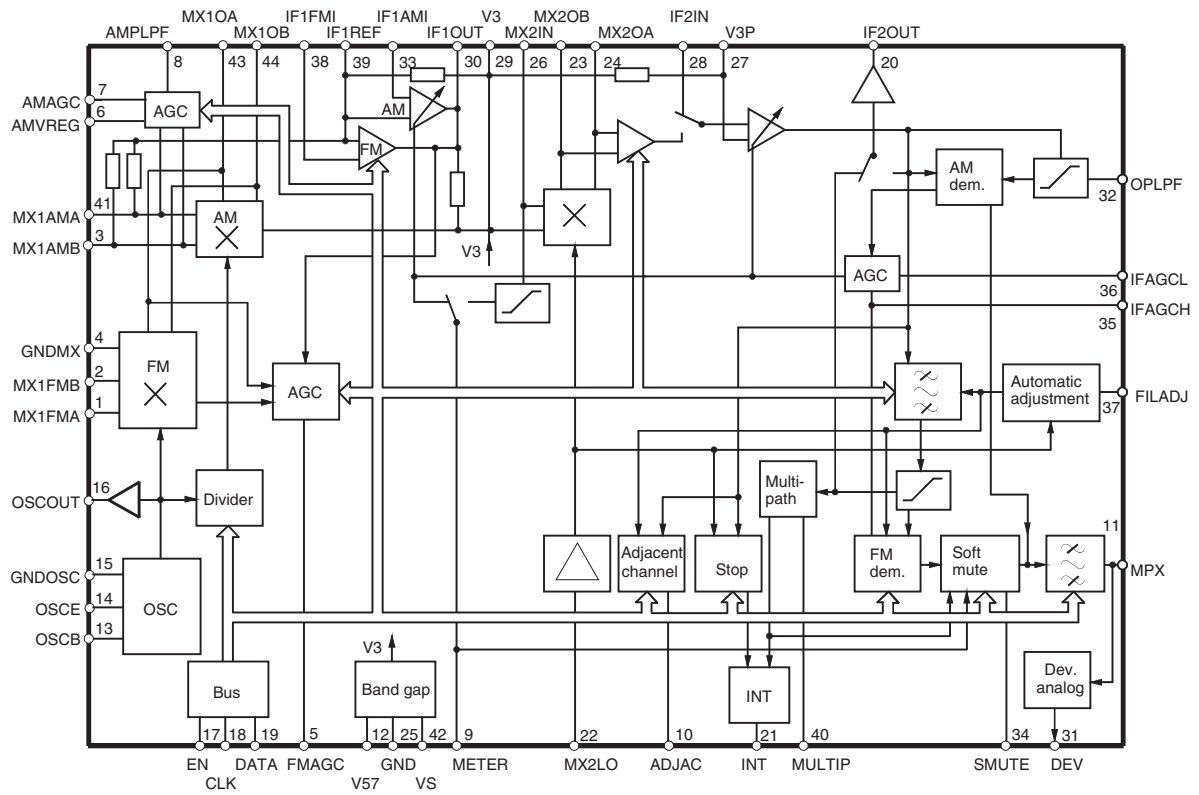 MX1OA IF1FMI IF1AMI V3 MX2OB IF2IN
AMPLPF MX1OB IF1REF IF1OUT MX2IN MX2OA V3P IF2OUT
8 43 44 38 39 33 30 29 26 23 24 28 27 20
AMAGC 7
AMVREG 6
AGC
AM
FM
MX1AMA 41
MX1AMB 3
AM
V3
AM
dem.
32 OPLPF
AGC
36 IFAGCL
35 IFAGCH
GNDMX 4
MX1FMB 2
MX1FMA 1
FM
AGC
Automatic
adjustment
37 FILADJ
OSCOUT 16
Divider
Multi-
path
GNDOSC 15
OSCE 14
OSCB 13
OSC
Adjacent
channel
Stop
FM
dem.
Soft
mute
11
MPX
V3
Bus
Band gap
INT
Dev.
analog
17 18 19 5 12 25 42 9 22 10 21 40 34 31
EN DATA FMAGC GND METER MX2LO ADJAC INT MULTIP SMUTE DEV
CLK V57 VS